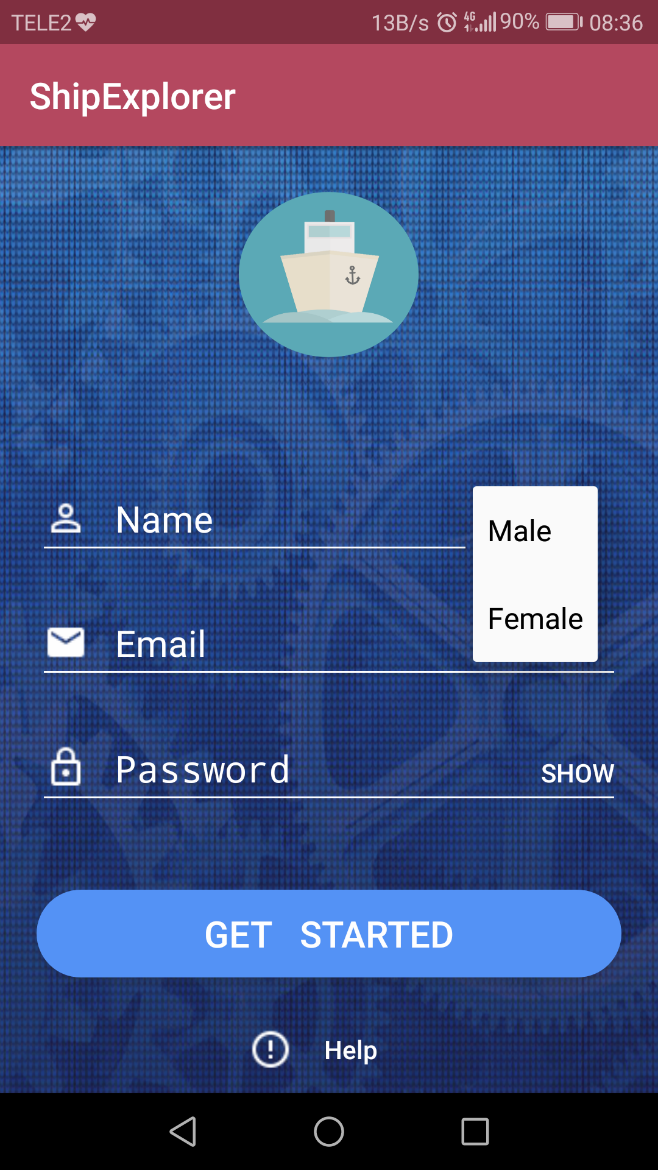 TELE2 13B/s 4G 90% 08:36
ShipExplorer
Name
Male
Female
Email
Password SHOW
GET STARTED
Help